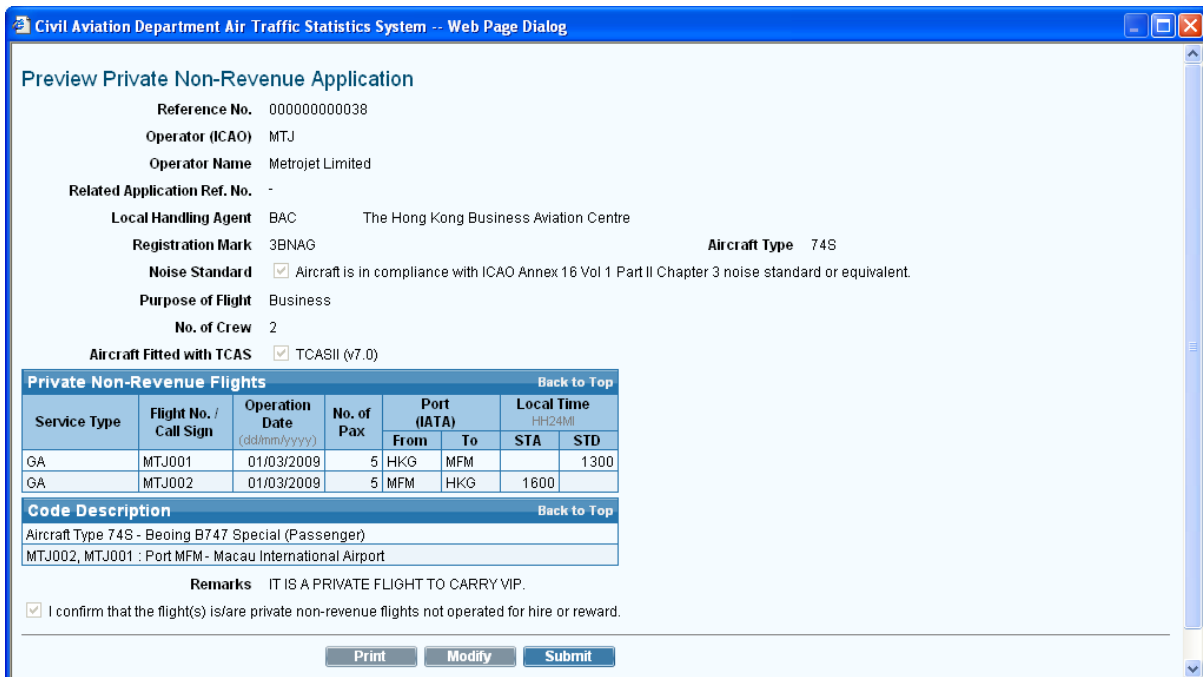 Civil Aviation Department Air Traffic Statistics System -- Web Page Dialog
Preview Private Non-Revenue Application
Reference No. 000000000038
Operator (ICAO) MTJ
Operator Name Metrojet Limited
Related Application Ref. No. -
Local Handling Agent BAC The Hong Kong Business Aviation Centre
Registration Mark 3BNAG Aircraft Type 74S
Noise Standard Aircraft is in compliance with ICAO Annex 16 Vol 1 Part II Chapter 3 noise standard or equivalent.
Purpose of Flight Business
No. of Crew 2
Aircraft Fitted with TCAS TCASII (v7.0)
Private Non-Revenue Flights Back to Top
Service Type Flight No. / Call Sign Operation Date (dd/mm/yyyy) No. of Pax Port (IATA) Local Time HH24MI
From To STA STD
GA MTJ001 01/03/2009 5 HKG MFM 1300
GA MTJ002 01/03/2009 5 MFM HKG 1600
Code Description Back to Top
Aircraft Type 74S - Beoing B747 Special (Passenger)
MTJ002, MTJ001 : Port MFM - Macau International Airport
Remarks IT IS A PRIVATE FLIGHT TO CARRY VIP.
I confirm that the flight(s) is/are private non-revenue flights not operated for hire or reward.
Print Modify Submit